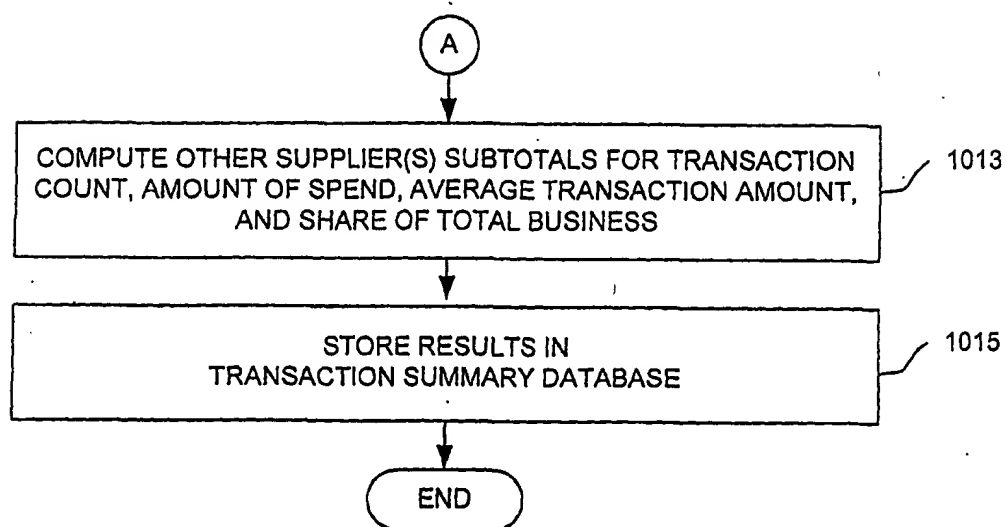 A
COMPUTE OTHER SUPPLIER(S) SUBTOTALS FOR TRANSACTION
COUNT, AMOUNT OF SPEND, AVERAGE TRANSACTION AMOUNT,
AND SHARE OF TOTAL BUSINESS
1013
STORE RESULTS IN
TRANSACTION SUMMARY DATABASE
1015
END